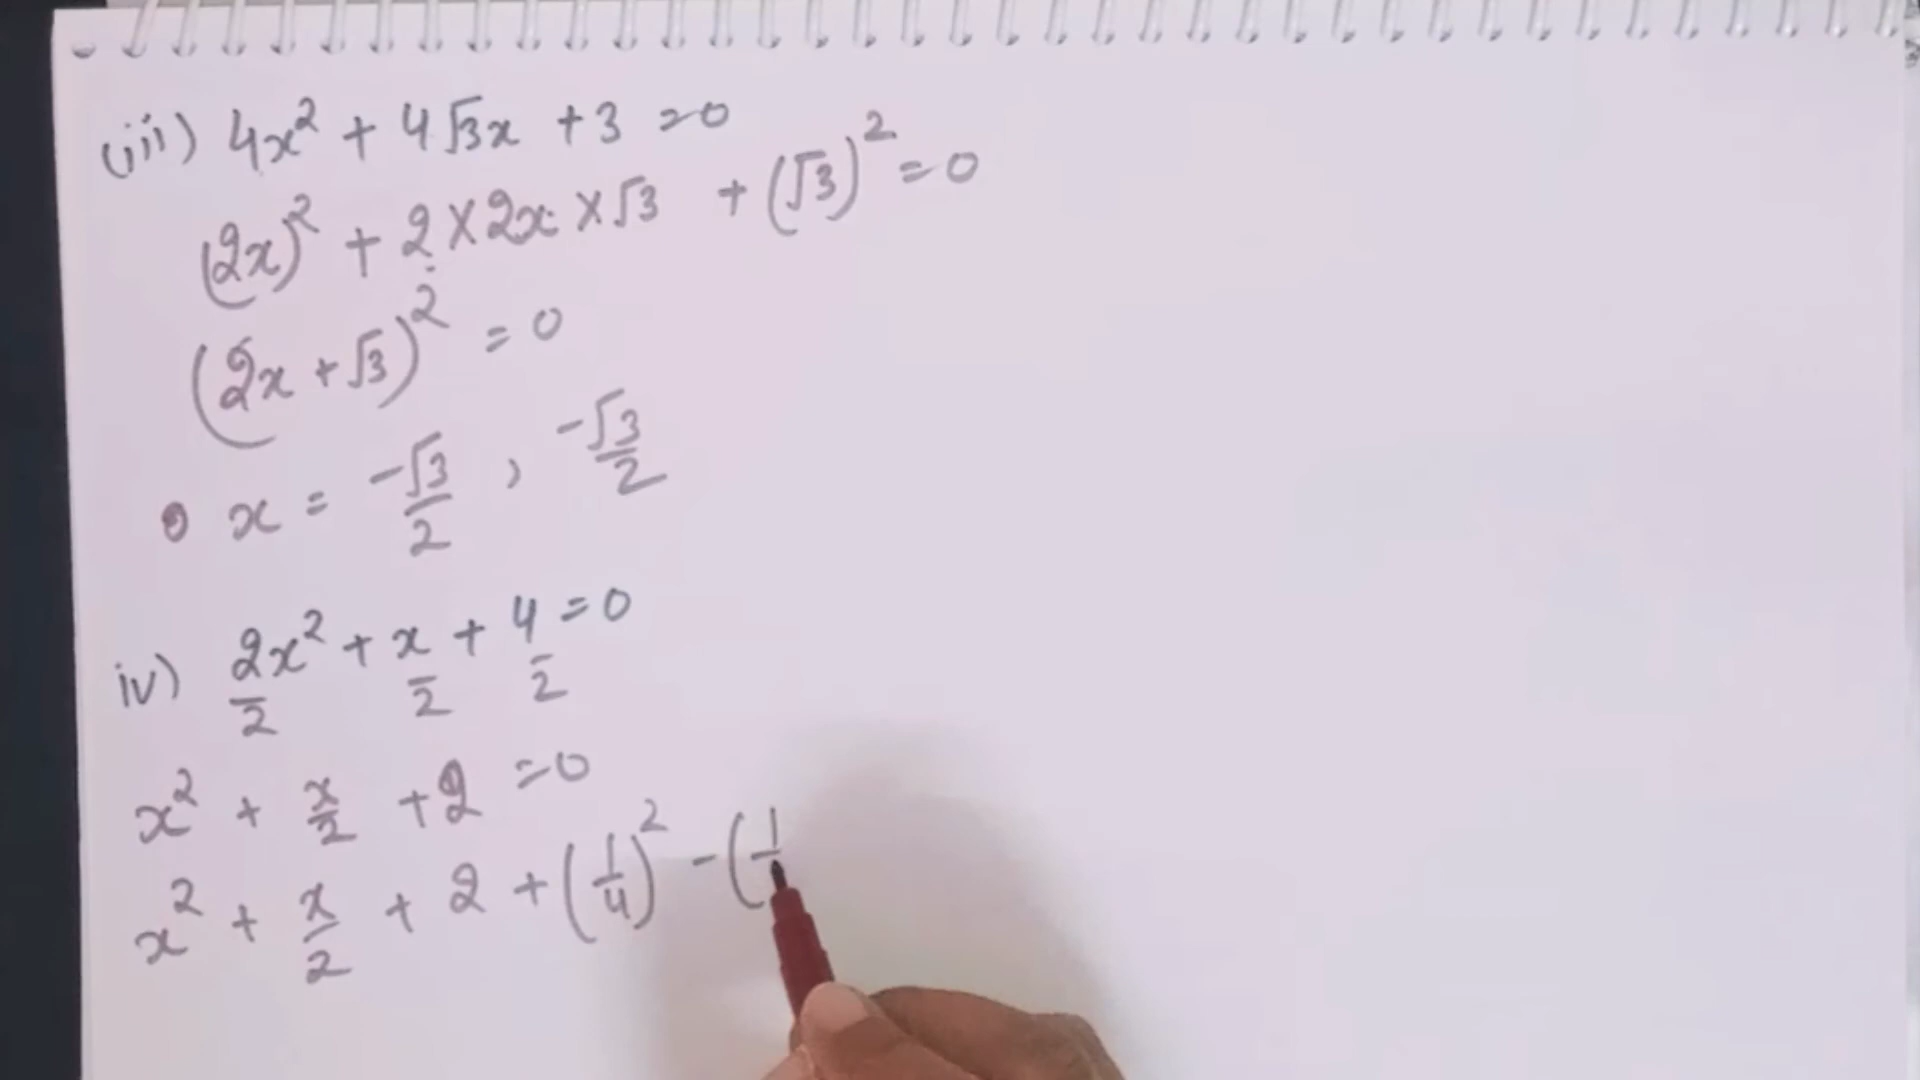 (iii) 4x² + 4√3x + 3 = 0
(2x)² + 2 × 2x × √3 + (√3)² = 0
(2x + √3)² = 0
x = -√3/2 , -√3/2
iv) 2x²/2 + x/2 + 4/2 = 0
x² + x/2 + 2 = 0
x² + x/2 + 2 + (1/4)² - (1/